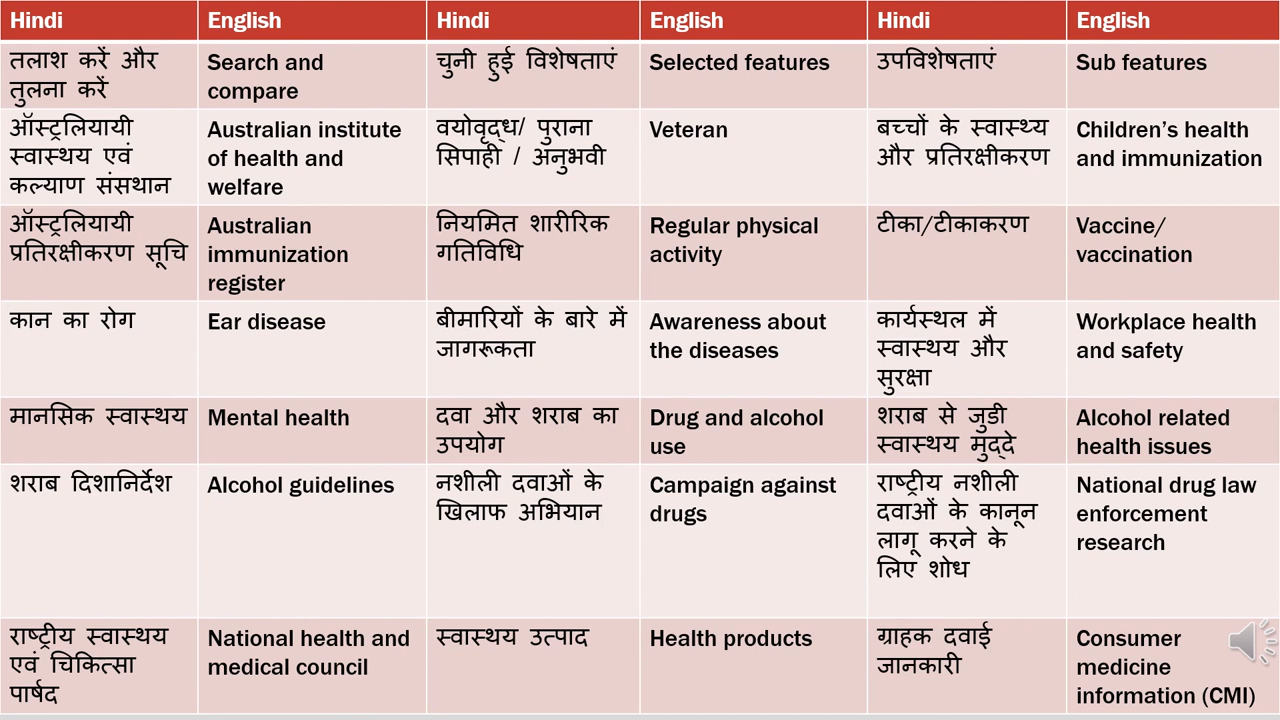 Hindi English Hindi English Hindi English
तलाश करें और
तुलना करें
Search and
compare
चुनी हुई विशेषताएं
Selected features
उपविशेषताएं
Sub features
ऑस्ट्रलियायी
स्वास्थय एवं
कल्याण संसथान
Australian institute
of health and
welfare
वयोवृद्ध/ पुराना
सिपाही / अनुभवी
Veteran
बच्चों के स्वास्थ्य
और प्रतिरक्षीकरण
Children’s health
and immunization
ऑस्ट्रलियायी
प्रतिरक्षीकरण सूचि
Australian
immunization
register
नियमित शारीरिक
गतिविधि
Regular physical
activity
टीका/टीकाकरण
Vaccine/
vaccination
कान का रोग
Ear disease
बीमारियों के बारे में
जागरूकता
Awareness about
the diseases
कार्यस्थल में
स्वास्थय और
सुरक्षा
Workplace health
and safety
मानसिक स्वास्थय
Mental health
दवा और शराब का
उपयोग
Drug and alcohol
use
शराब से जुडी
स्वास्थय मुद्दे
Alcohol related
health issues
शराब दिशानिर्देश
Alcohol guidelines
नशीली दवाओं के
खिलाफ अभियान
Campaign against
drugs
राष्ट्रीय नशीली
दवाओं के कानून
लागू करने के
लिए शोध
National drug law
enforcement
research
राष्ट्रीय स्वास्थय
एवं चिकित्सा
पार्षद
National health and
medical council
स्वास्थय उत्पाद
Health products
ग्राहक दवाई
जानकारी
Consumer
medicine
information (CMI)